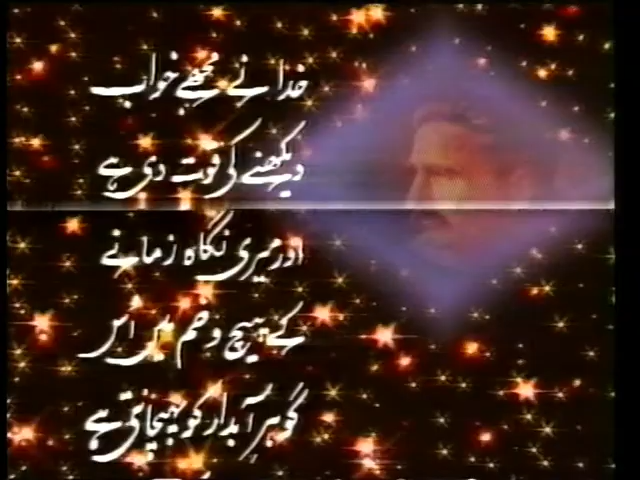 خدا نے مجھے خواب
دیکھنے کی قوت دی ہے
اور میری نگاہ زمانے
کے پیچ و خم میں اُس
گوہرِ آبدار کو پہچانتی ہے